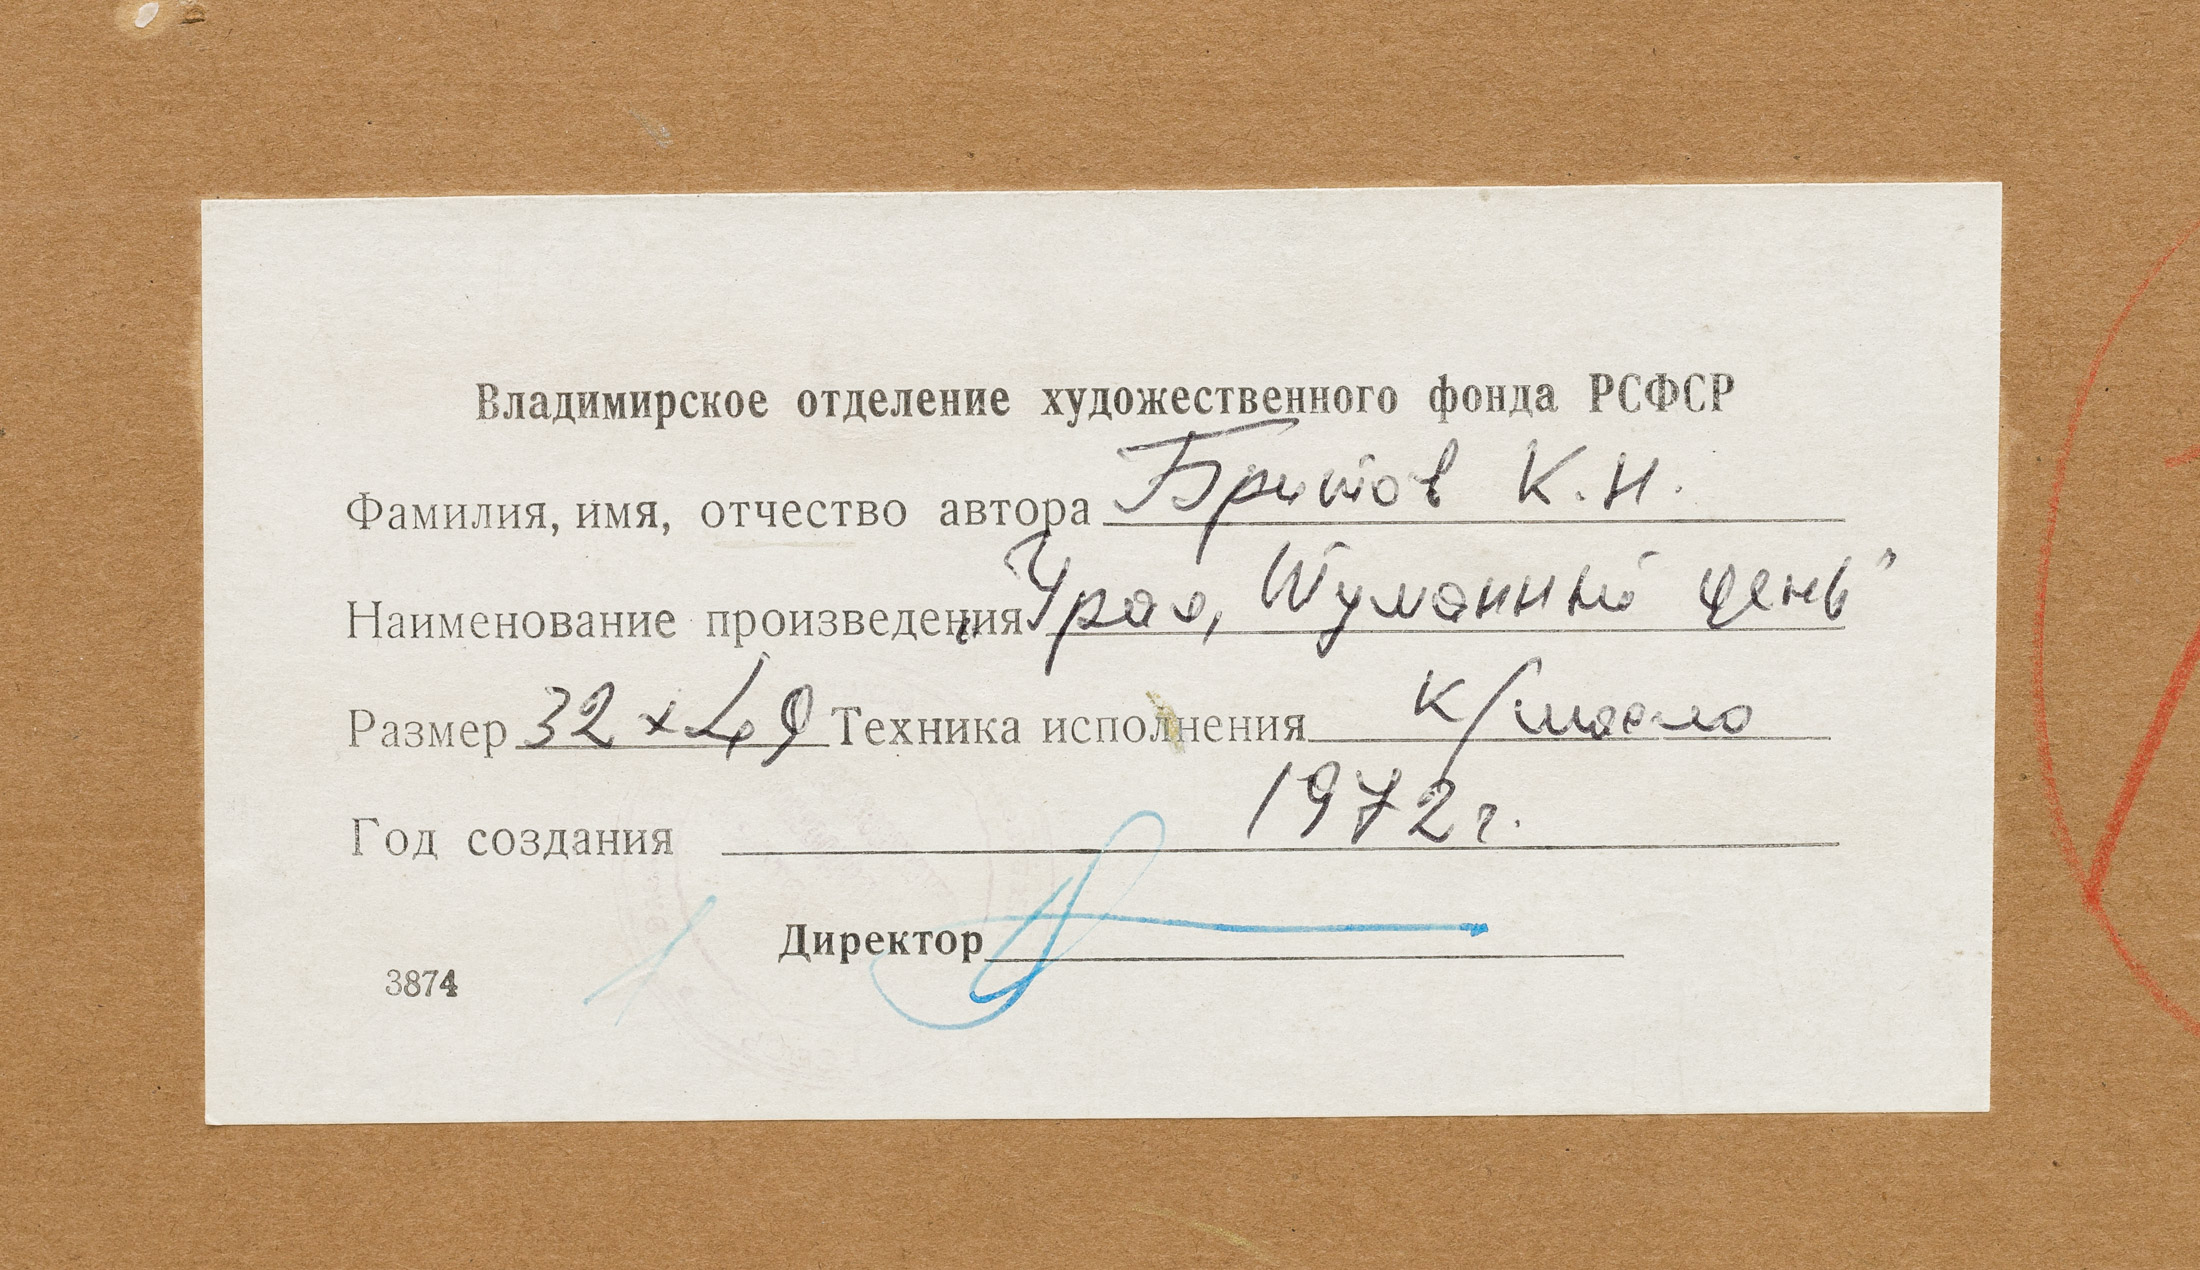 Владимирское отделение художественного фонда РСФСР
Фамилия, имя, отчество автора Бритов К.Н.
Наименование произведения „Урал, Туманный день"
Размер 32 x 49 Техника исполнения к/масло
Год создания 1972 г.
Директор
3874